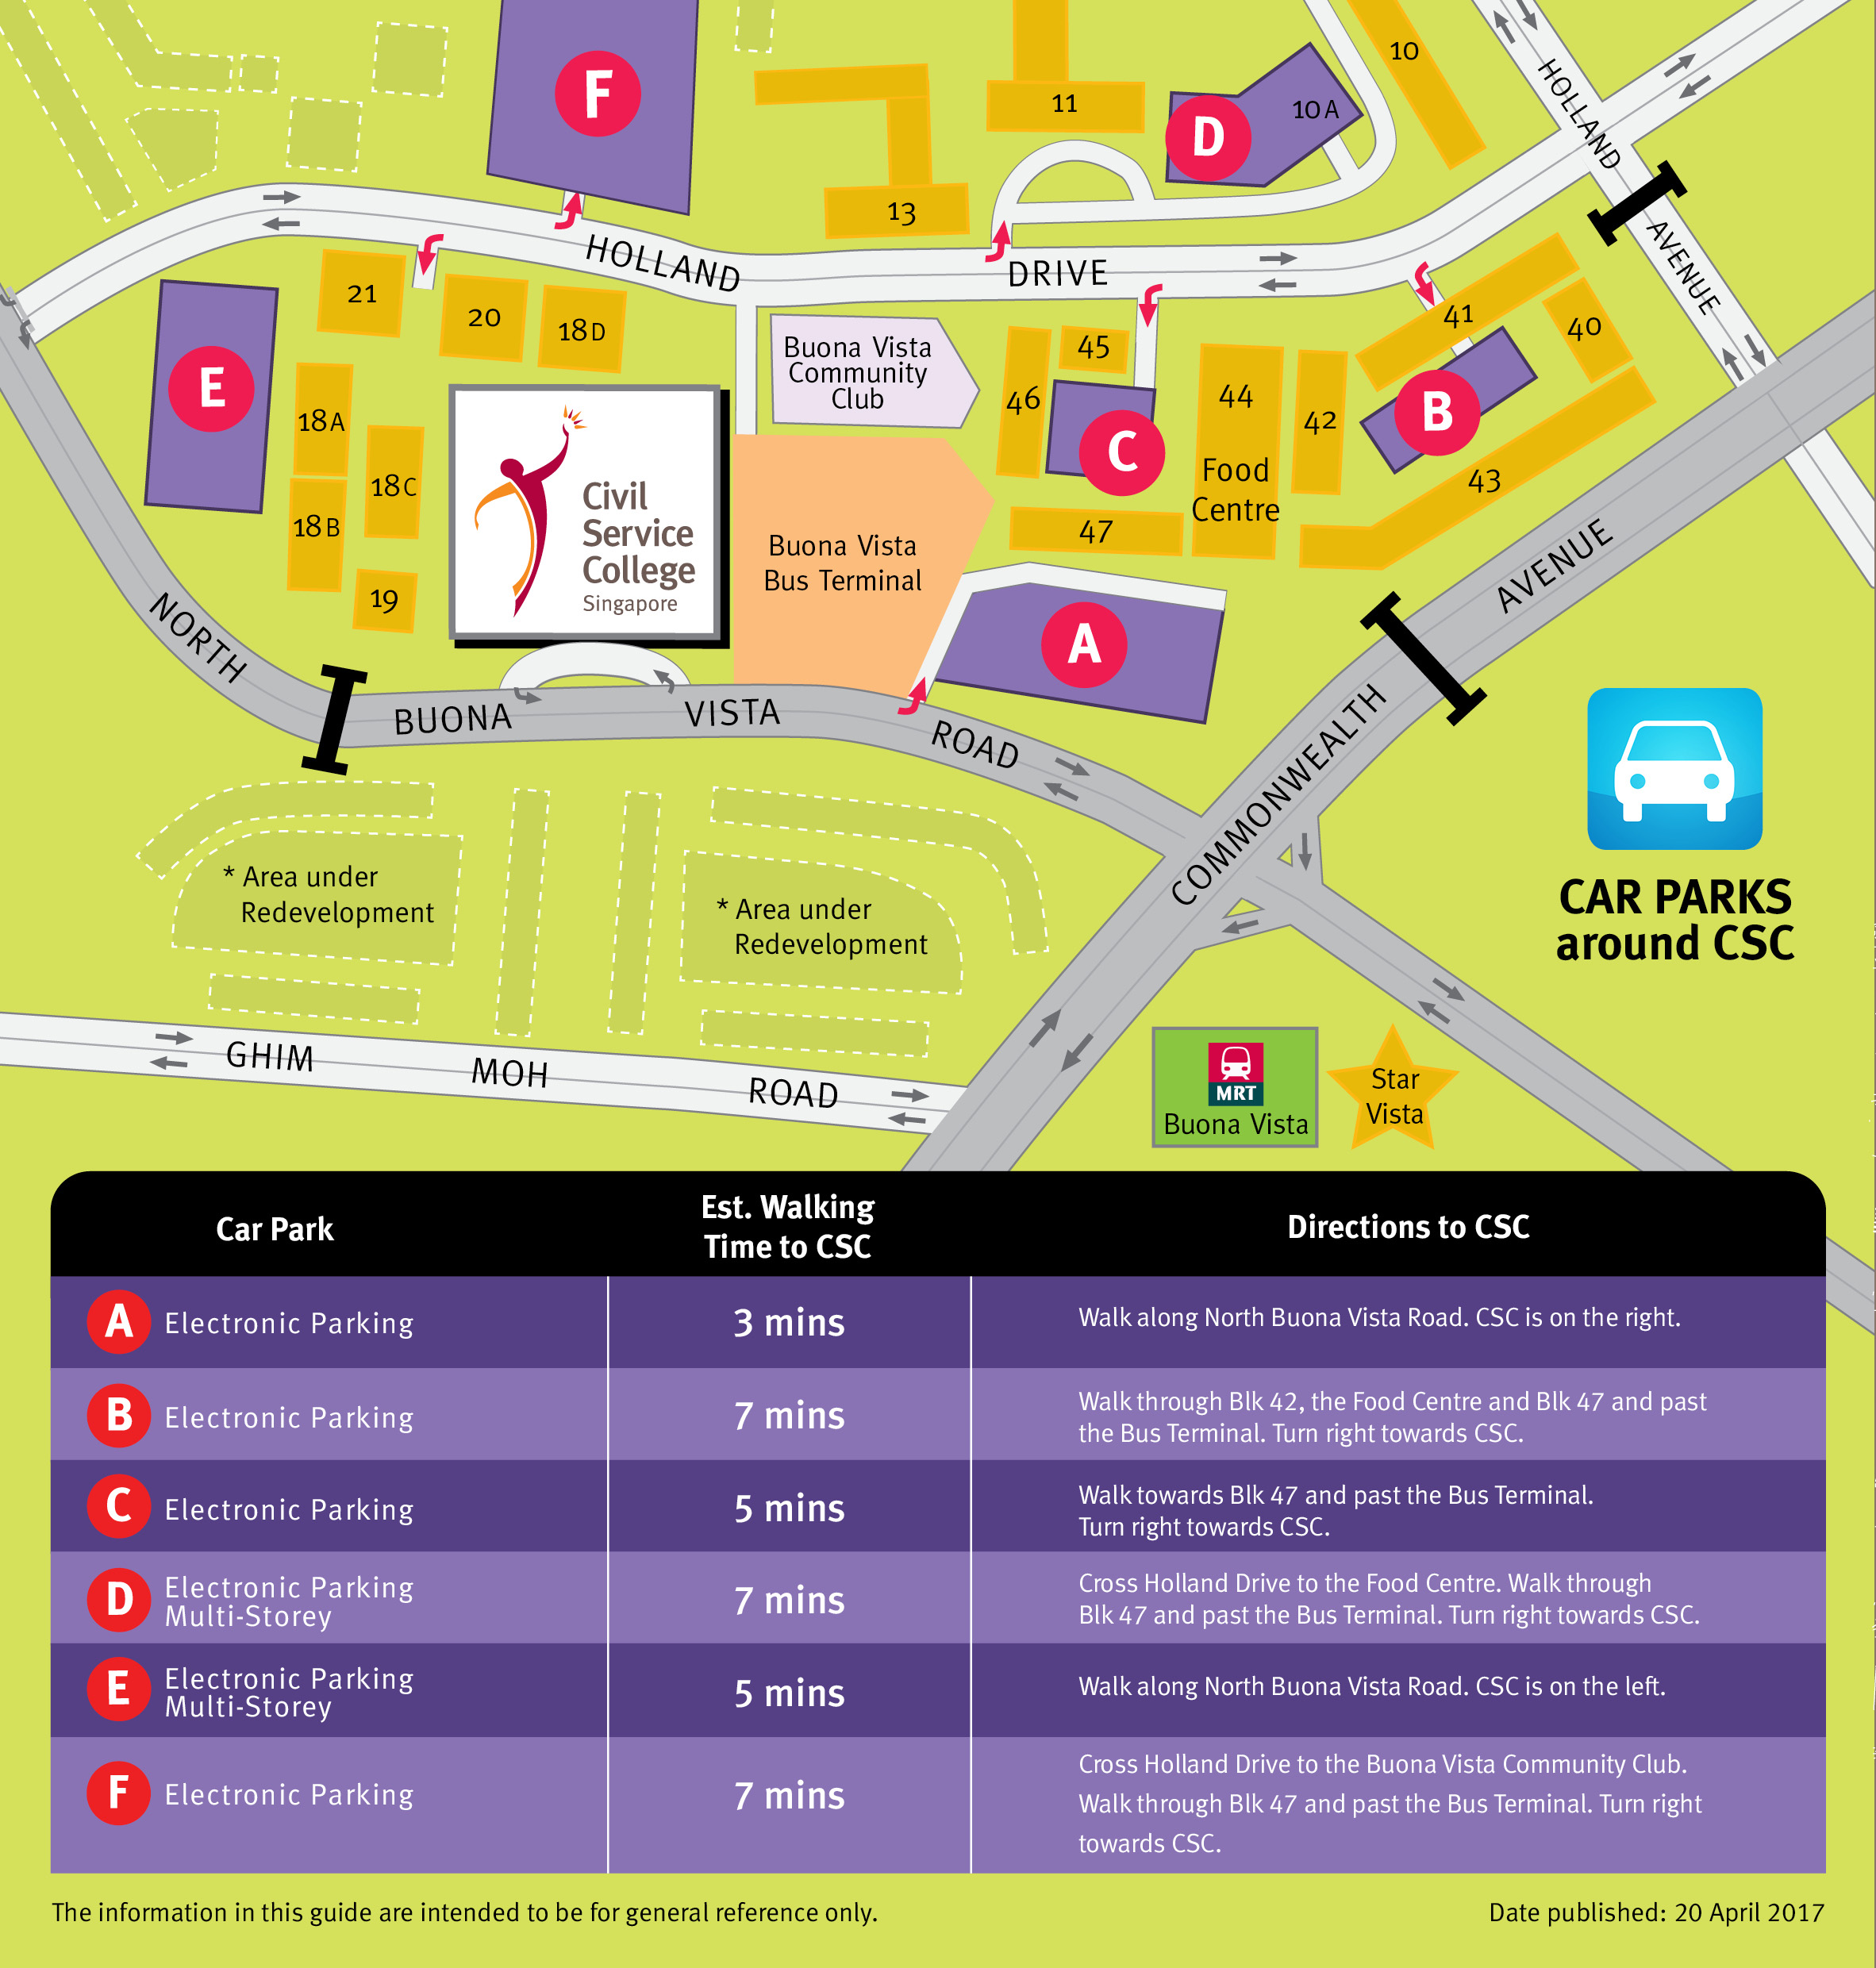 F
11
10A
D
10
HOLLAND
AVENUE
13
HOLLAND
DRIVE
21
20
18D
E
18A
18C
18B
19
Buona Vista
Community
Club
45
46
C
44
42
Food
Centre
47
41
40
B
43
Civil
Service
College
Singapore
Buona Vista
Bus Terminal
A
NORTH
BUONA
VISTA
ROAD
COMMONWEALTH
AVENUE
CAR PARKS
around CSC
* Area under
Redevelopment
* Area under
Redevelopment
GHIM
MOH
ROAD
MRT
Buona Vista
Star
Vista
Car Park
Est. Walking
Time to CSC
Directions to CSC
A Electronic Parking
3 mins
Walk along North Buona Vista Road. CSC is on the right.
B Electronic Parking
7 mins
Walk through Blk 42, the Food Centre and Blk 47 and past
the Bus Terminal. Turn right towards CSC.
C Electronic Parking
5 mins
Walk towards Blk 47 and past the Bus Terminal.
Turn right towards CSC.
D Electronic Parking
Multi-Storey
7 mins
Cross Holland Drive to the Food Centre. Walk through
Blk 47 and past the Bus Terminal. Turn right towards CSC.
E Electronic Parking
Multi-Storey
5 mins
Walk along North Buona Vista Road. CSC is on the left.
F Electronic Parking
7 mins
Cross Holland Drive to the Buona Vista Community Club.
Walk through Blk 47 and past the Bus Terminal. Turn right
towards CSC.
The information in this guide are intended to be for general reference only.
Date published: 20 April 2017